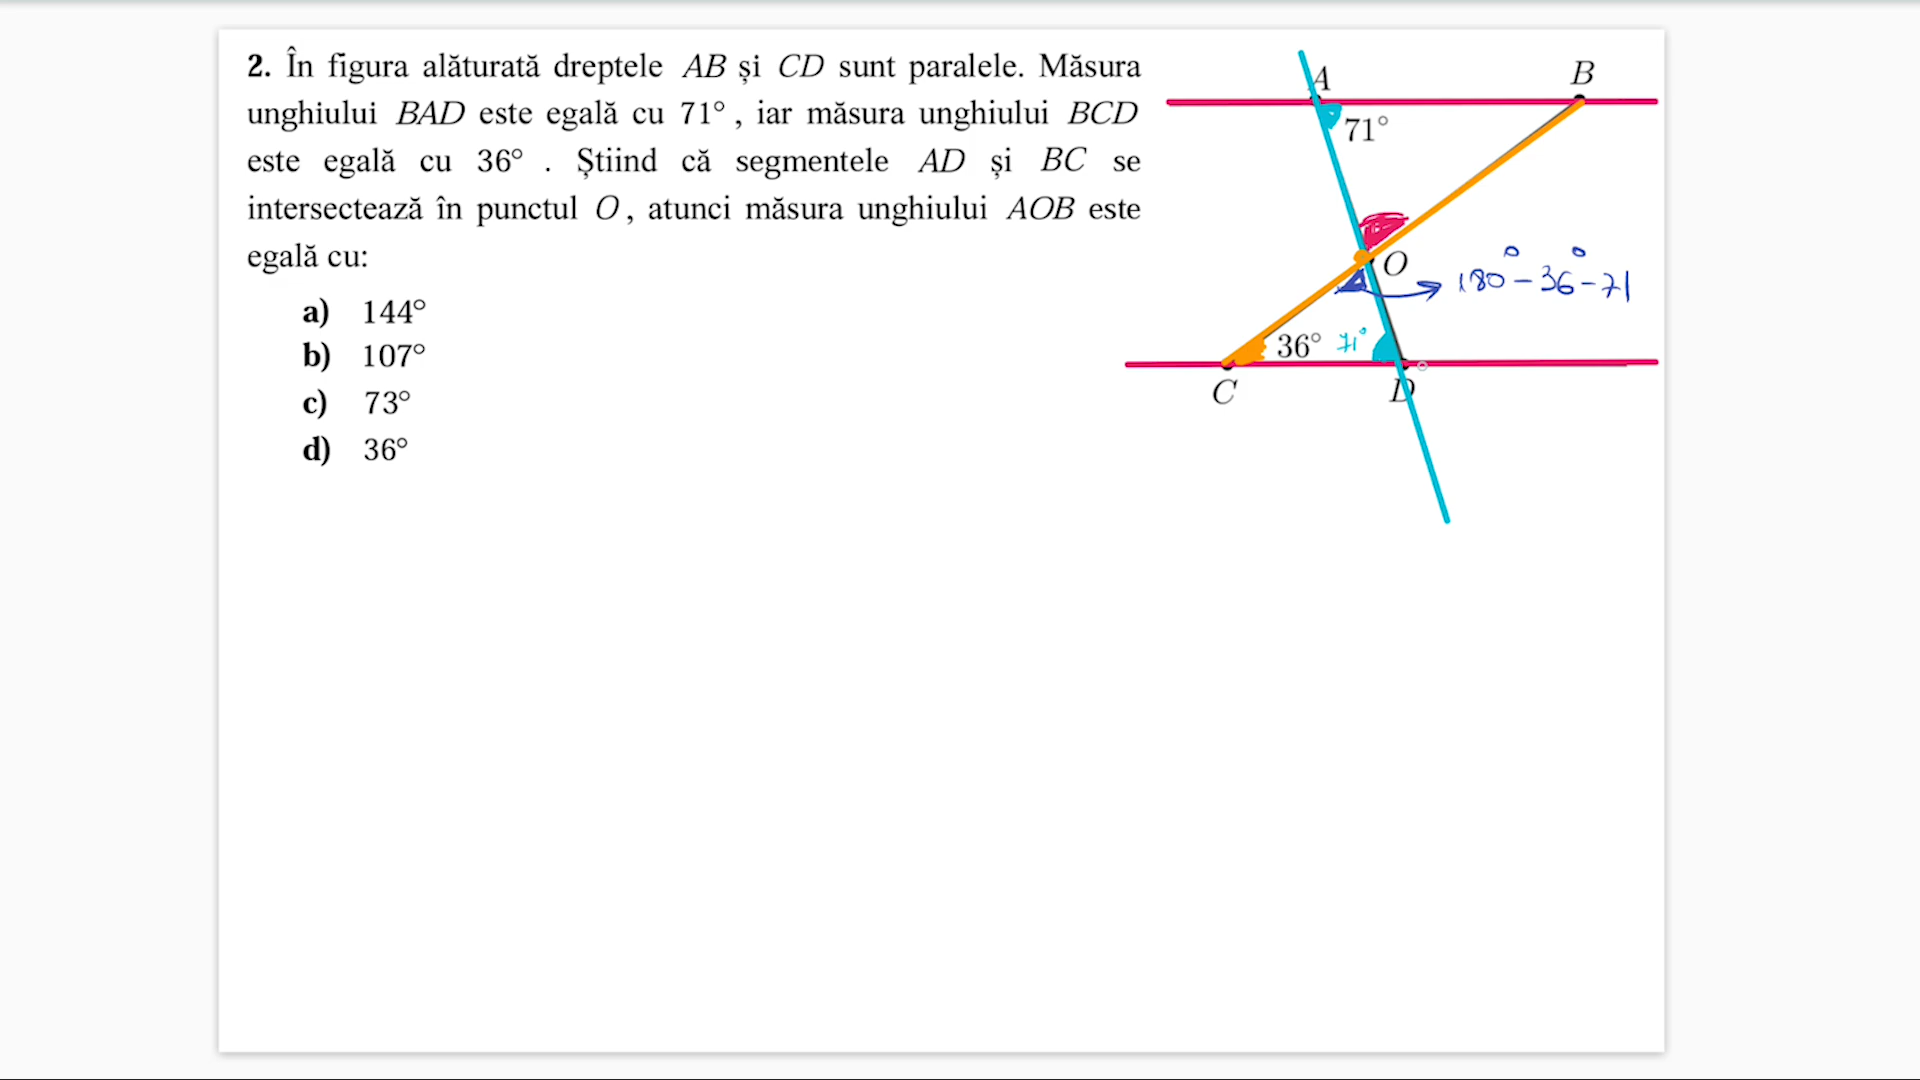 2. În figura alăturată dreptele AB și CD sunt paralele. Măsura
unghiului BAD este egală cu 71°, iar măsura unghiului BCD
este egală cu 36° . Știind că segmentele AD și BC se
intersectează în punctul O, atunci măsura unghiului AOB este
egală cu:
a) 144°
b) 107°
c) 73°
d) 36°
A
B
71°
O
180° - 36° - 71
36° 71°
C
D